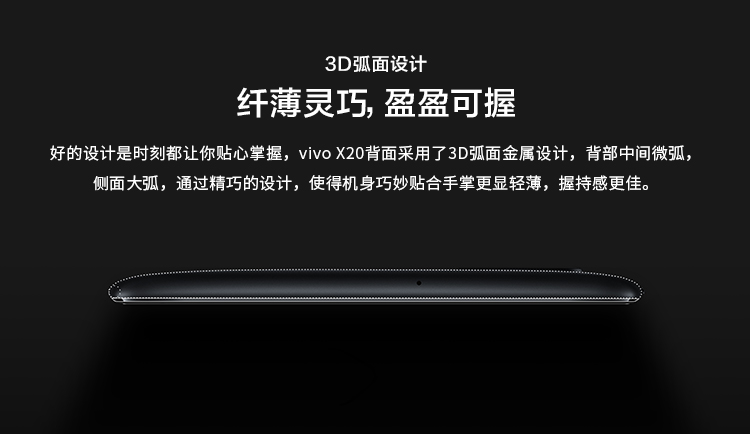 3D弧面设计
纤薄灵巧, 盈盈可握
好的设计是时刻都让你贴心掌握，vivo X20背面采用了3D弧面金属设计，背部中间微弧，
侧面大弧，通过精巧的设计，使得机身巧妙贴合手掌更显轻薄，握持感更佳。